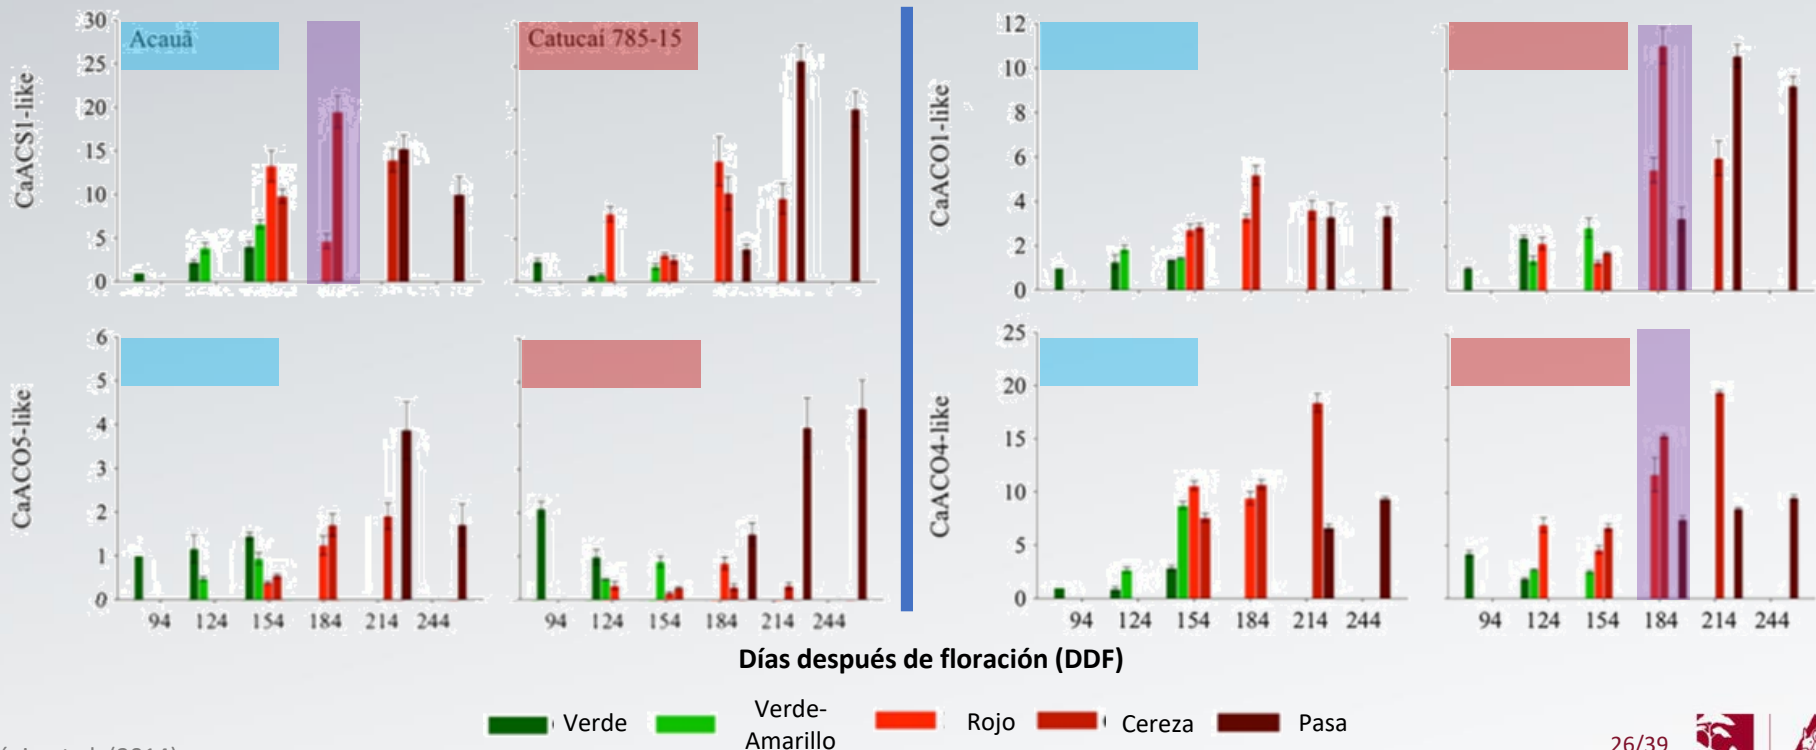 30
25
20
15
10
5
0
CaACS1-like
Acauã
Catucaí 785-15
12
10
8
6
4
2
0
CaACO1-like
6
5
4
3
2
1
0
CaACO5-like
94 124 154 184 214 244
94 124 154 184 214 244
25
20
15
10
5
0
CaACO4-like
94 124 154 184 214 244
94 124 154 184 214 244
Días después de floración (DDF)
Verde
Verde-
Amarillo
Rojo
Cereza
Pasa
26/39